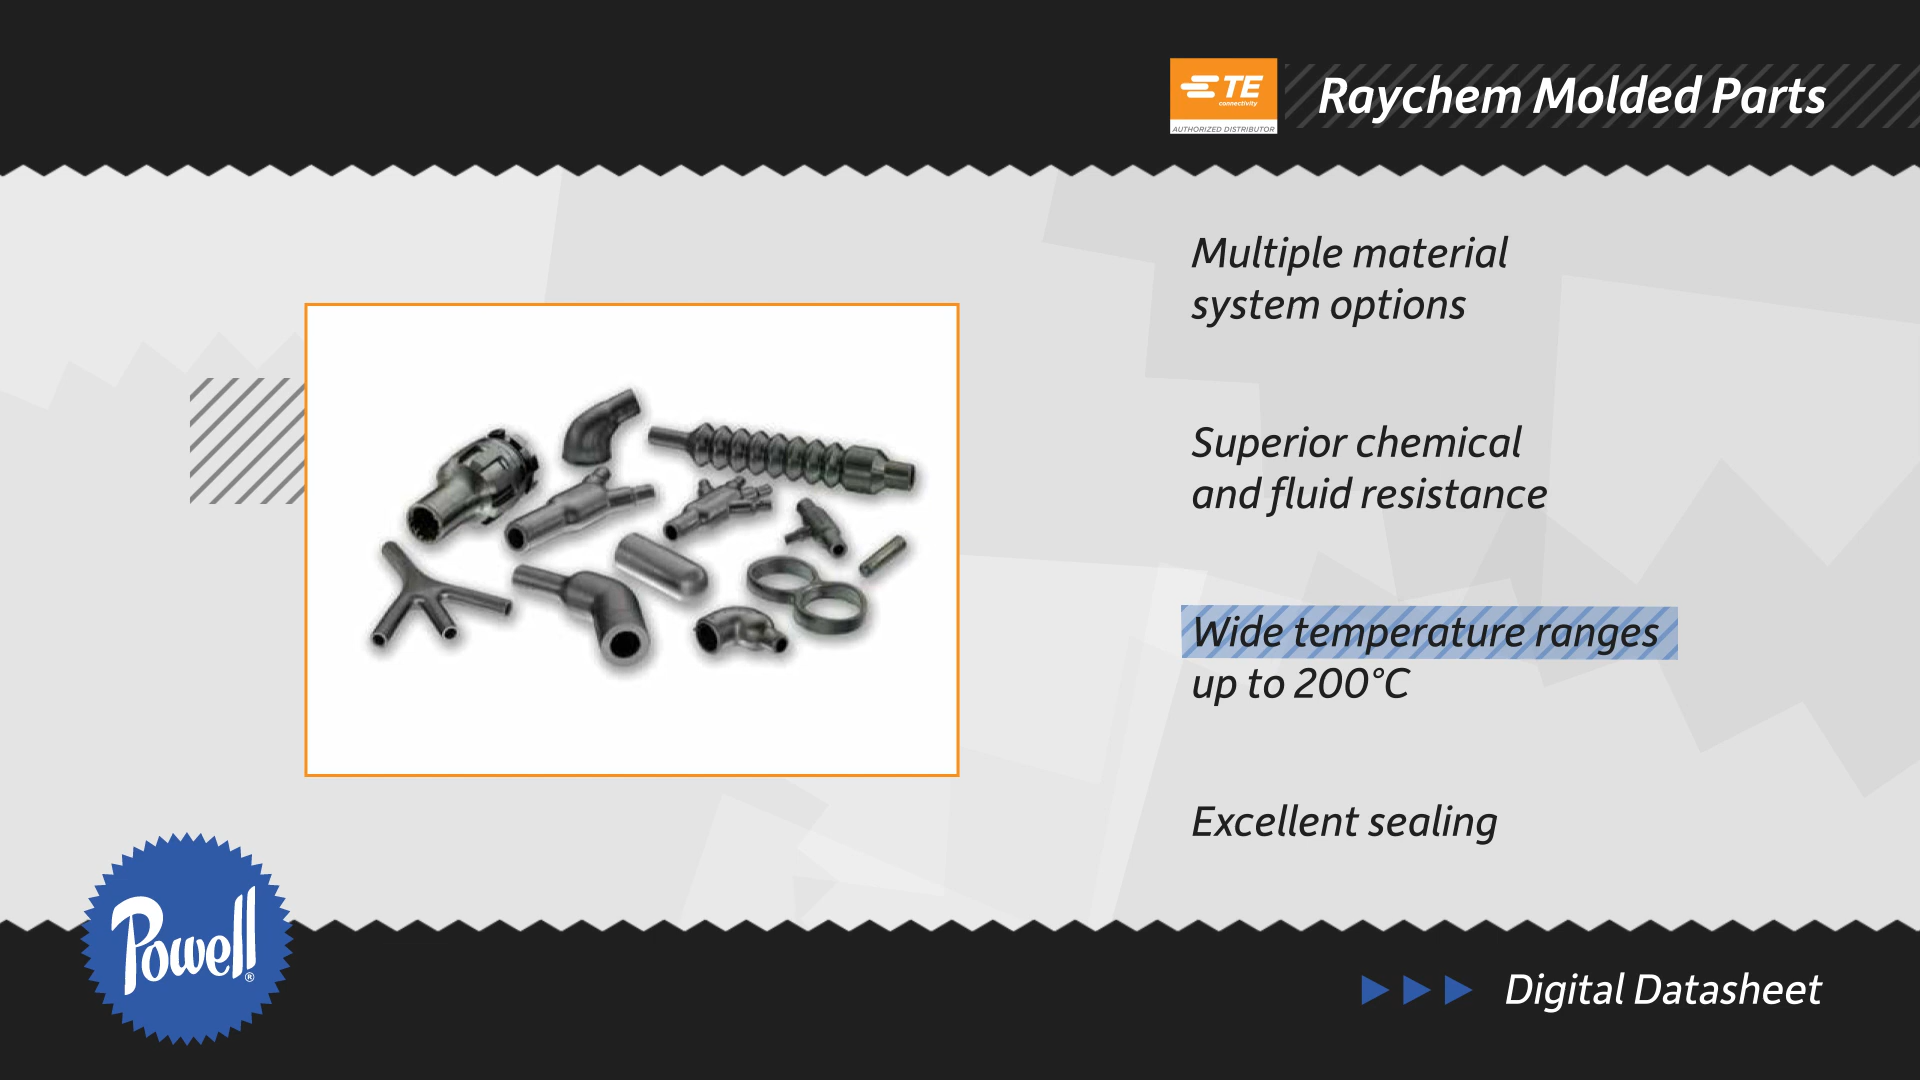 TE
connectivity
AUTHORIZED DISTRIBUTOR
Raychem Molded Parts
Multiple material
system options
Superior chemical
and fluid resistance
Wide temperature ranges
up to 200°C
Excellent sealing
Powell®
Digital Datasheet